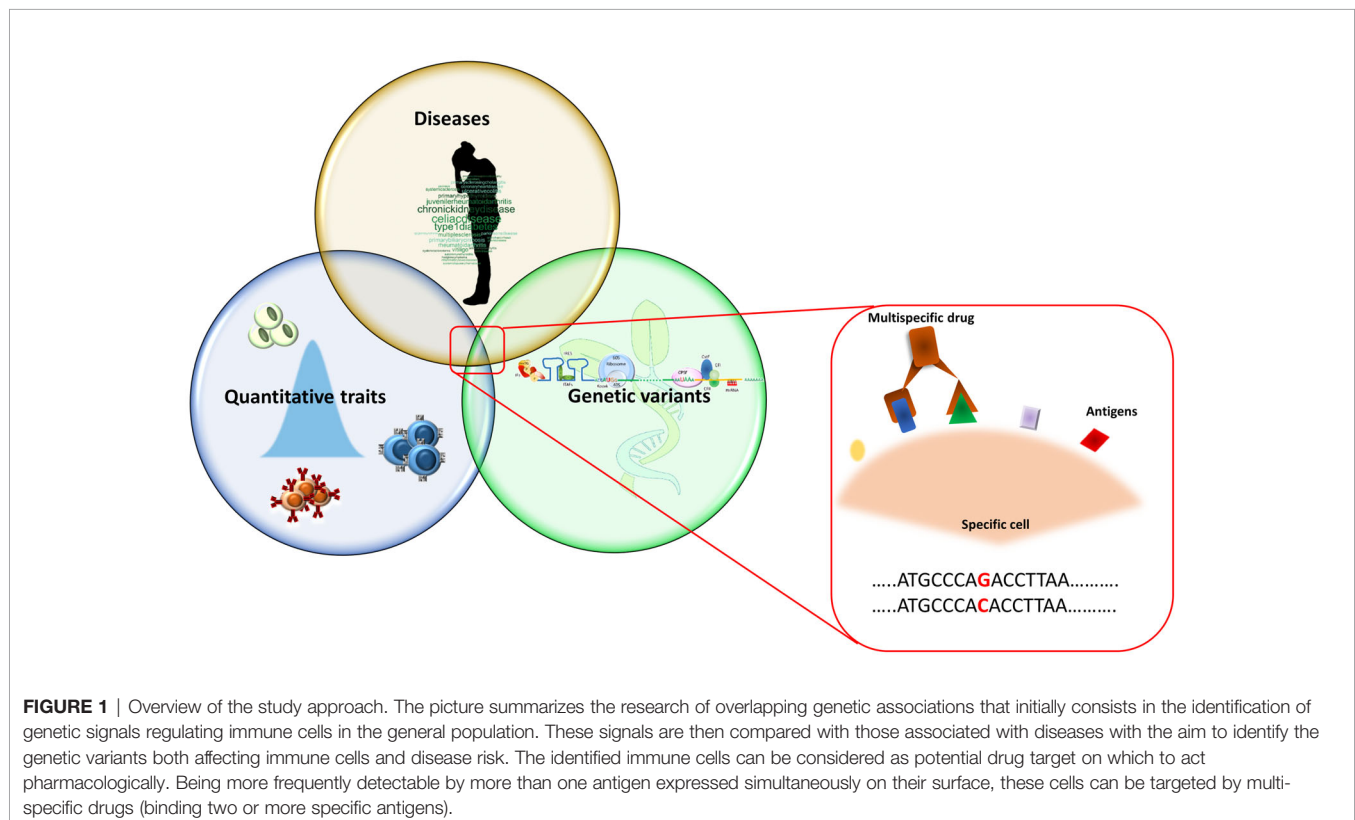 Diseases
juvenilerheumatoidarthritis
chronickidneydisease
celiacdisease
type1diabetes
multiplesclerosis
Quantitative traits
Genetic variants
Multispecific drug
Antigens
Specific cell
.....ATGCCCAGACCTTAA..........
.....ATGCCCACACCTTAA..........
FIGURE 1 | Overview of the study approach. The picture summarizes the research of overlapping genetic associations that initially consists in the identification of
genetic signals regulating immune cells in the general population. These signals are then compared with those associated with diseases with the aim to identify the
genetic variants both affecting immune cells and disease risk. The identified immune cells can be considered as potential drug target on which to act
pharmacologically. Being more frequently detectable by more than one antigen expressed simultaneously on their surface, these cells can be targeted by multi-
specific drugs (binding two or more specific antigens).